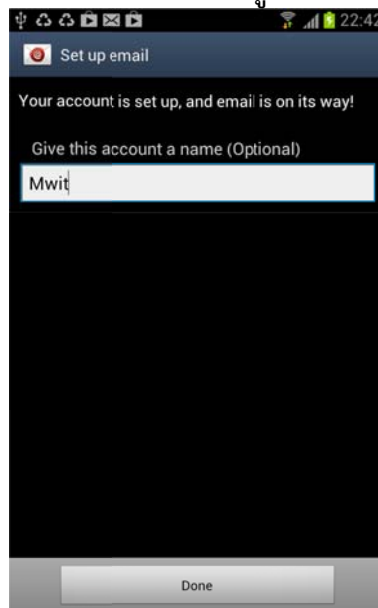 22:42
Set up email
Your account is set up, and email is on its way!
Give this account a name (Optional)
Mwit
Done